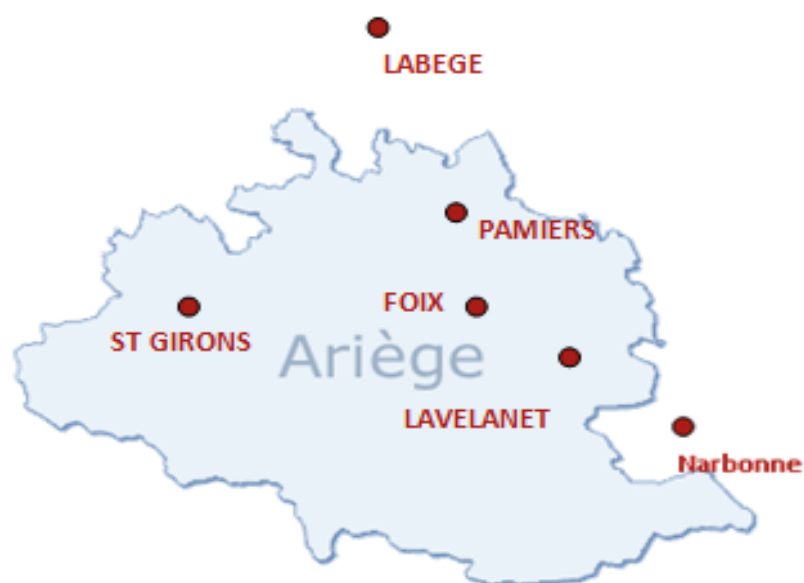 LABEGE
PAMIERS
FOIX
ST GIRONS
Ariège
LAVELANET
Narbonne